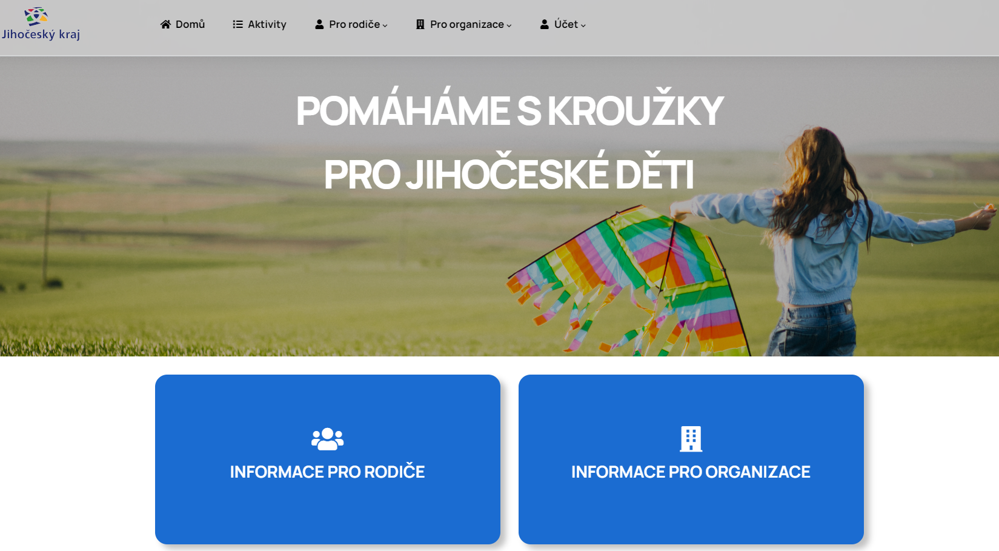 Jihočeský kraj
Domů
Aktivity
Pro rodiče
Pro organizace
Účet
POMÁHÁME S KROUŽKY
PRO JIHOČESKÉ DĚTI
INFORMACE PRO RODIČE
INFORMACE PRO ORGANIZACE